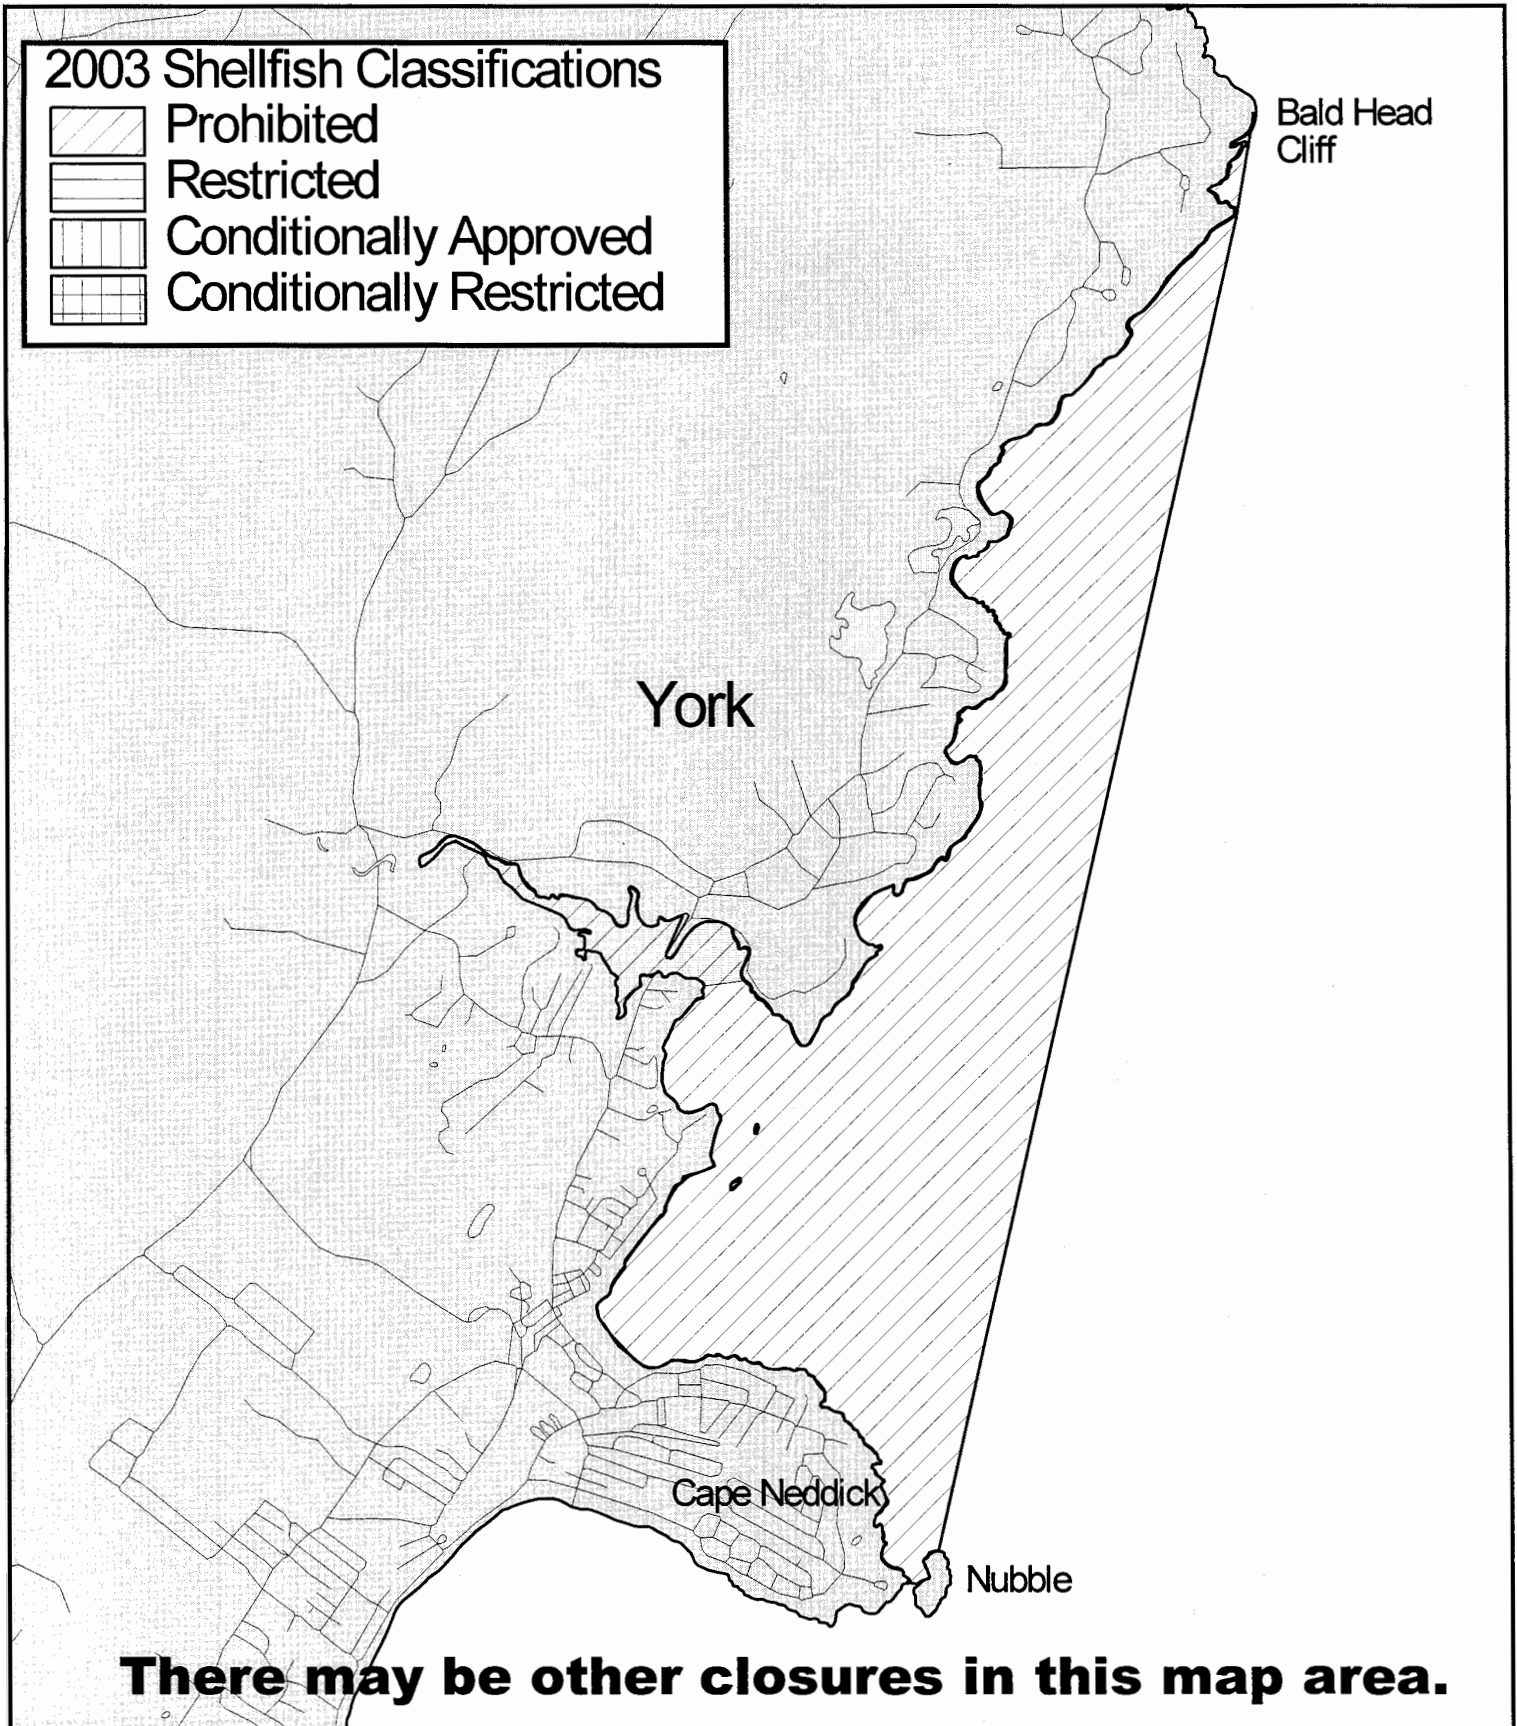 2003 Shellfish Classifications
Prohibited
Restricted
Conditionally Approved
Conditionally Restricted
Bald Head
Cliff
York
Cape Neddick
Nubble
There may be other closures in this map area.